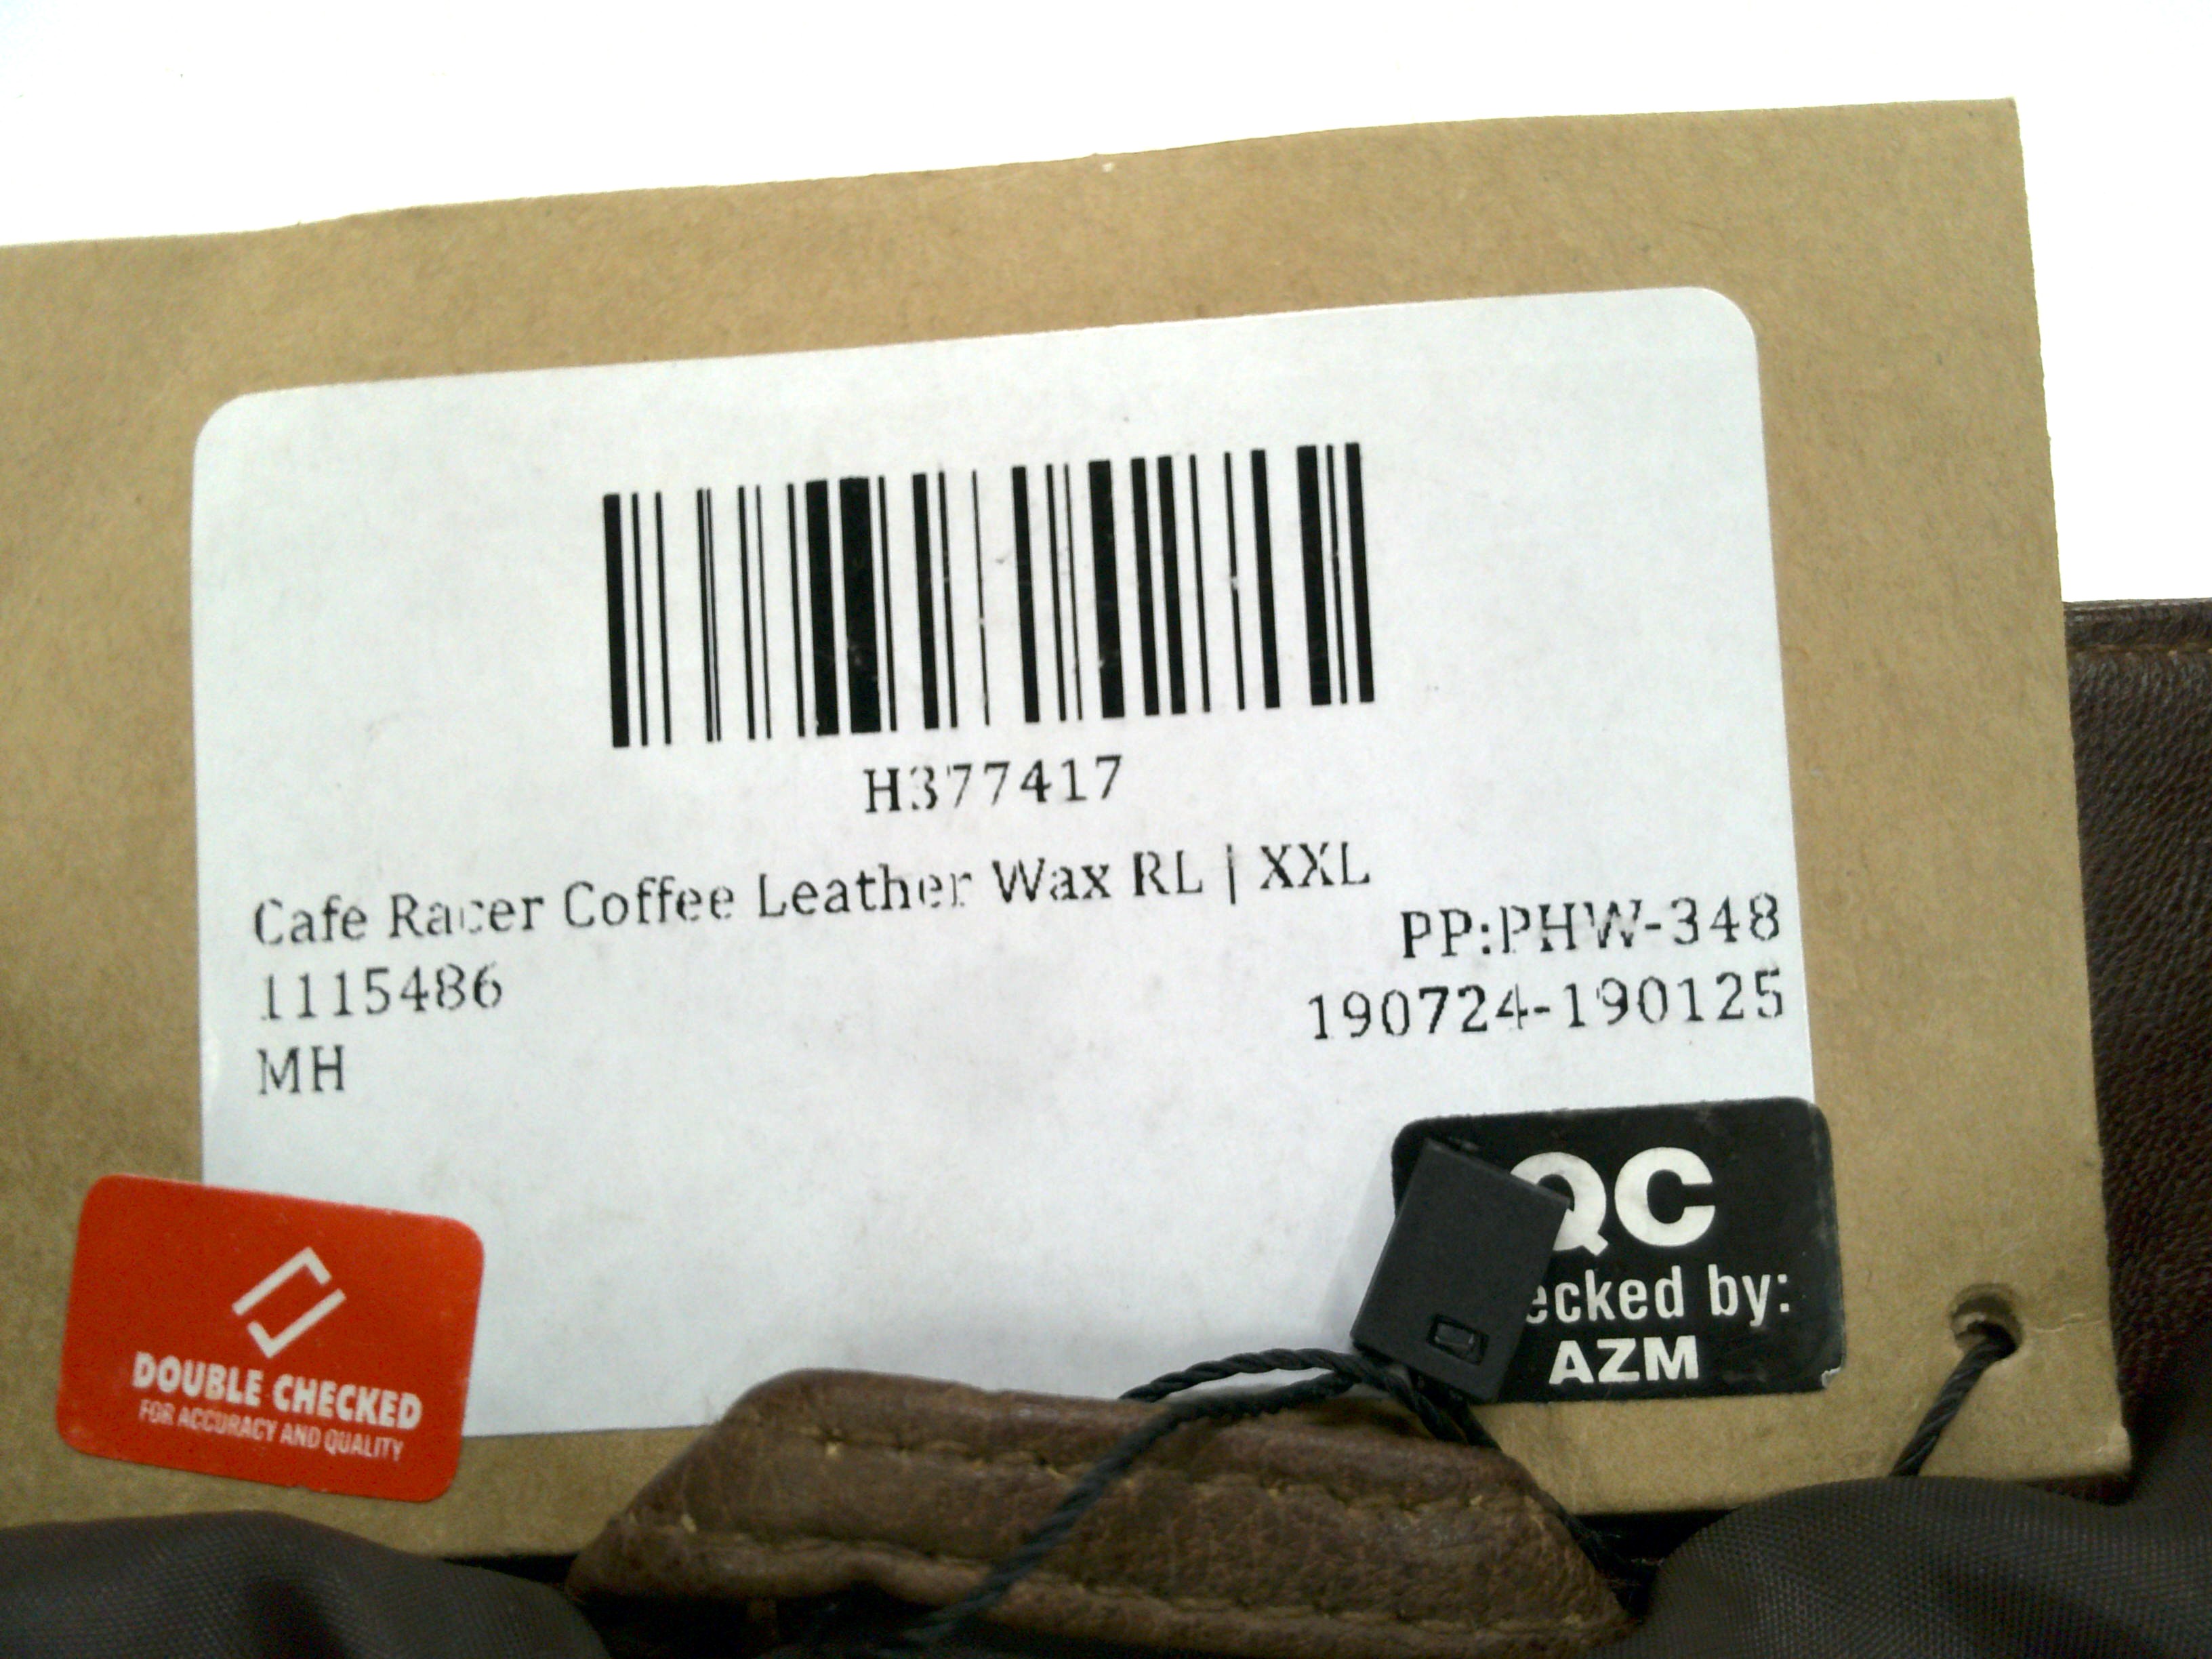 H377417
Cafe Racer Coffee Leather Wax RL | XXL
PP:PHW-348
1115486
190724-190125
MH
QC
ecked by:
AZM
DOUBLE CHECKED
FOR ACCURACY AND QUALITY